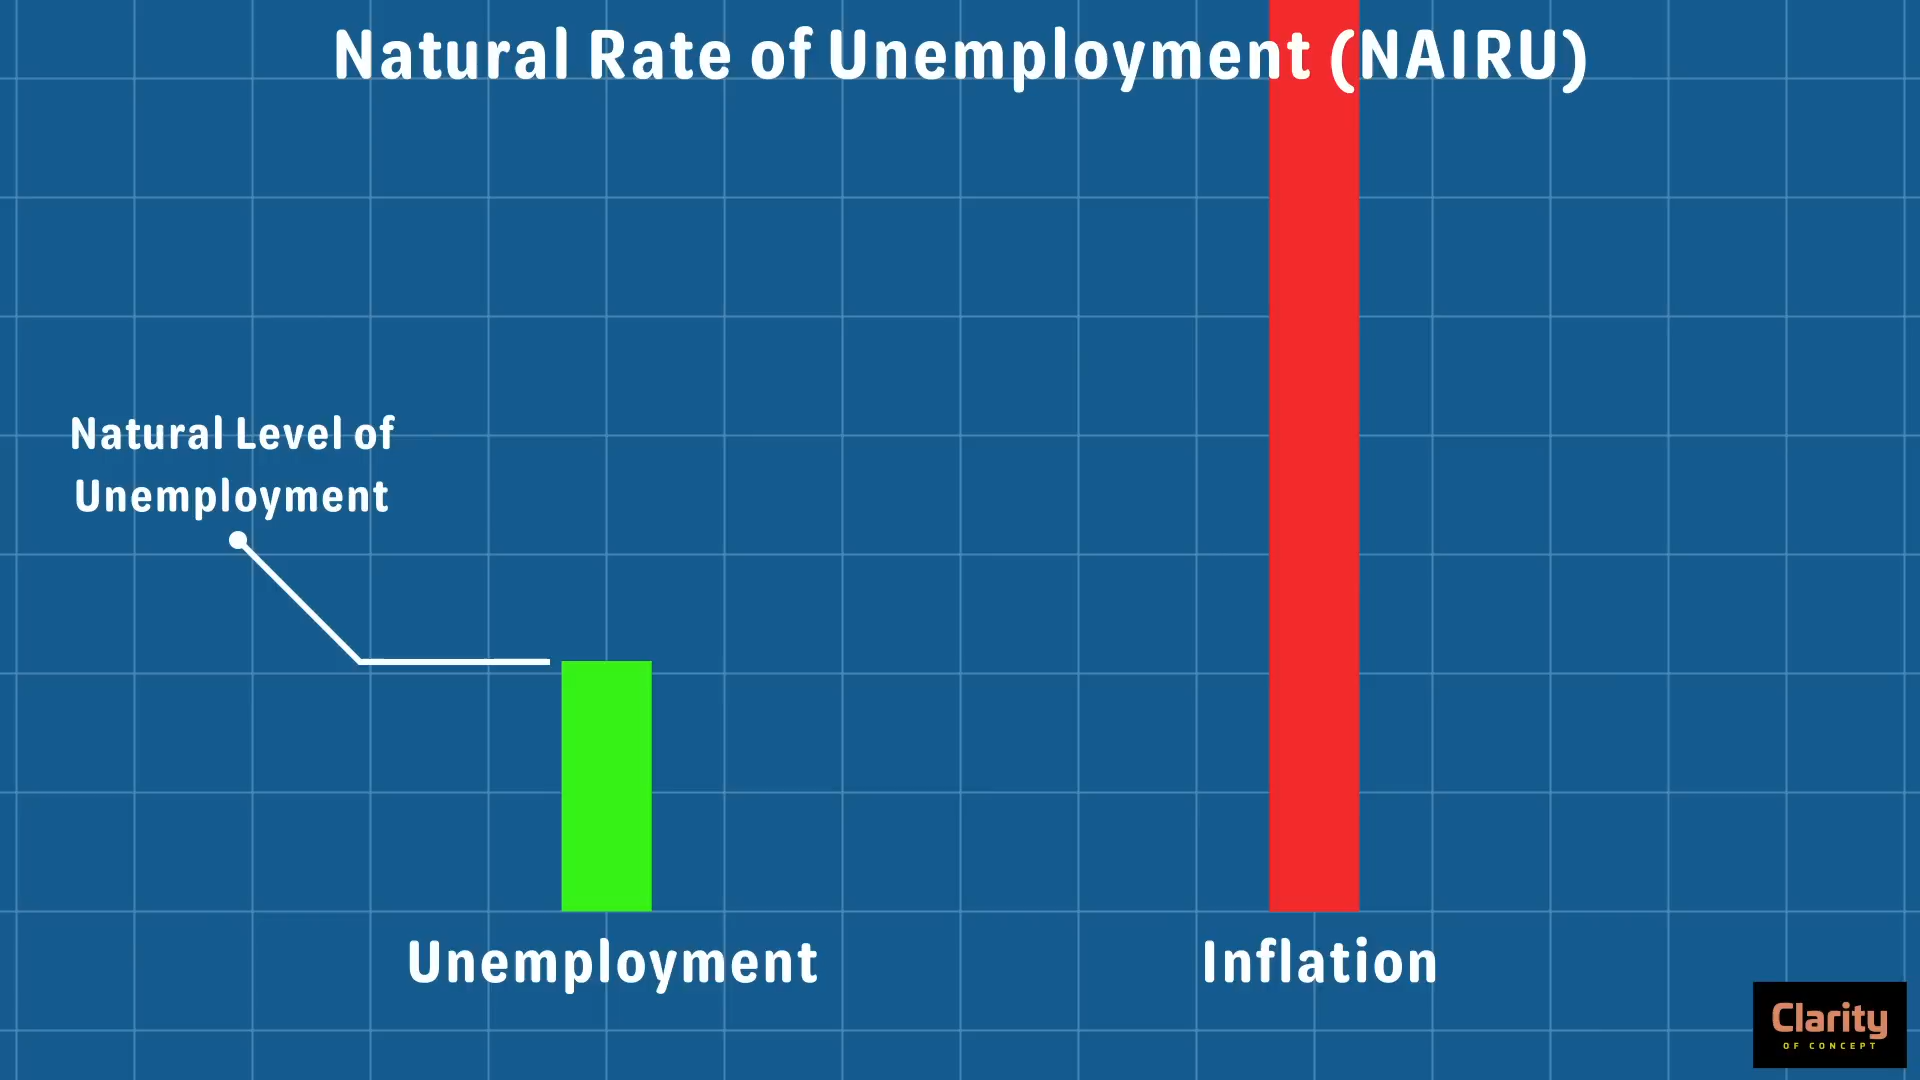 Natural Rate of Unemployment (NAIRU)
Natural Level of
Unemployment
Unemployment
Inflation
Clarity
OF CONCEPT